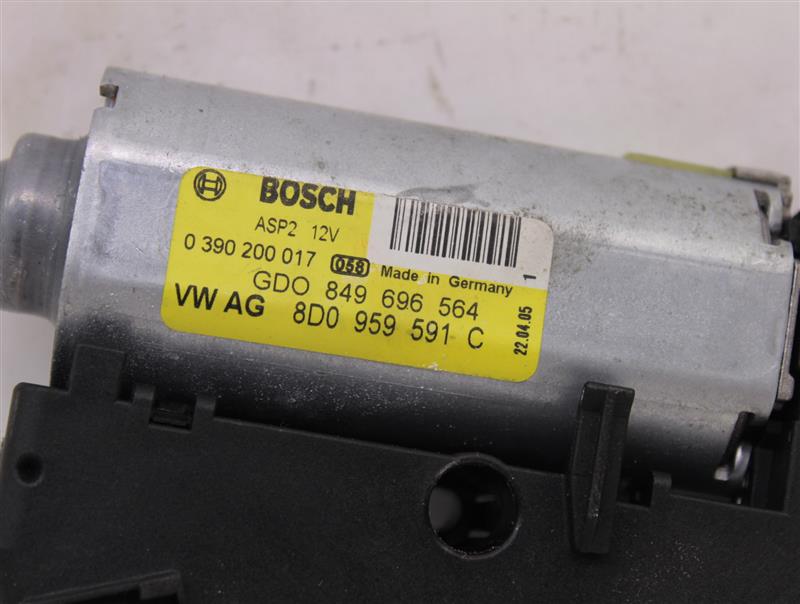 BOSCH
ASP2 12V
0 390 200 017 058 Made in Germany
GDO 849 696 564
VW AG 8D0 959 591 C
22.04.05 1